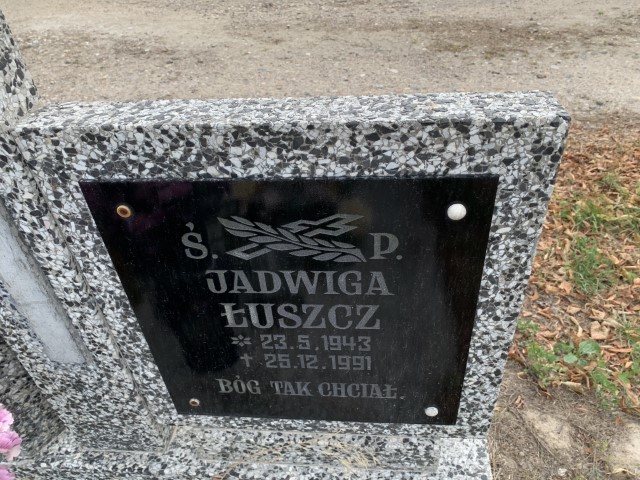 Ś. P.
JADWIGA
ŁUSZCZ
* 23.5.1943
† 25.12.1991
BÓG TAK CHCIAŁ.